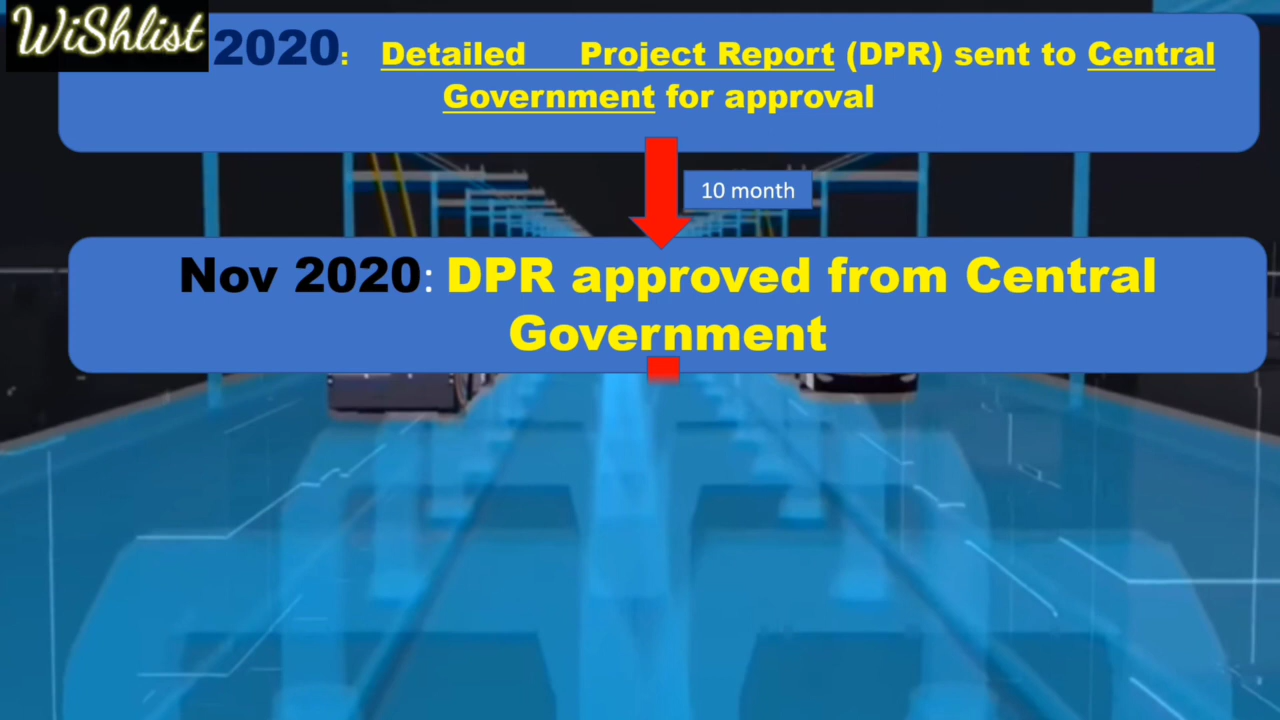 WiShlist
2020: Detailed Project Report (DPR) sent to Central
Government for approval
10 month
Nov 2020: DPR approved from Central
Government